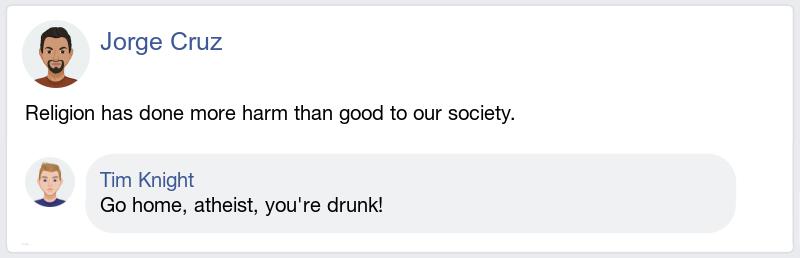 Jorge Cruz
Religion has done more harm than good to our society.
Tim Knight
Go home, atheist, you're drunk!